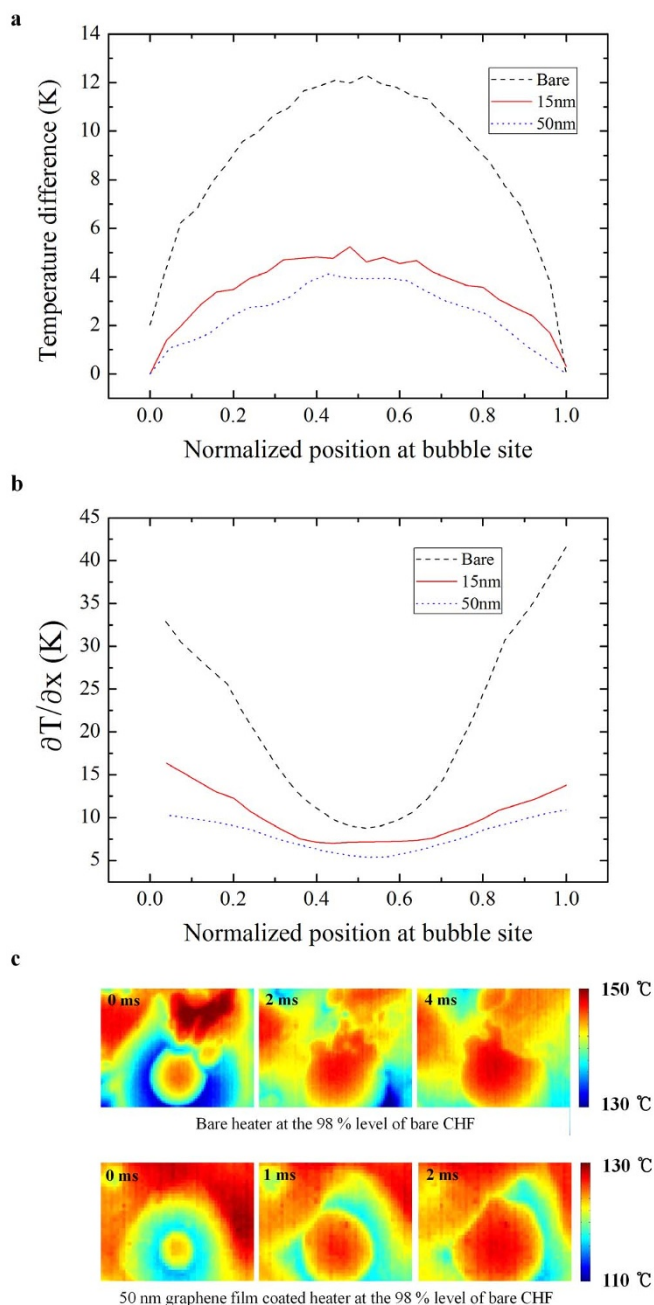 a
14
12
10
8
6
4
2
0
Temperature difference (K)
Bare
15nm
50nm
0.0 0.2 0.4 0.6 0.8 1.0
Normalized position at bubble site
b
45
40
35
30
25
20
15
10
5
∂T/∂x (K)
Bare
15nm
50nm
0.0 0.2 0.4 0.6 0.8 1.0
Normalized position at bubble site
c
0 ms 2 ms 4 ms
150 ℃
130 ℃
Bare heater at the 98 % level of bare CHF
0 ms 1 ms 2 ms
130 ℃
110 ℃
50 nm graphene film coated heater at the 98 % level of bare CHF